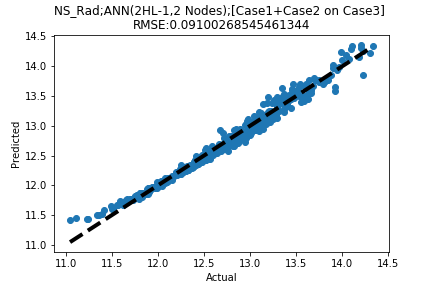 NS_Rad;ANN(2HL-1,2 Nodes);[Case1+Case2 on Case3]
RMSE:0.09100268545461344
14.5
14.0
13.5
13.0
12.5
12.0
11.5
11.0
Predicted
11.0 11.5 12.0 12.5 13.0 13.5 14.0 14.5
Actual